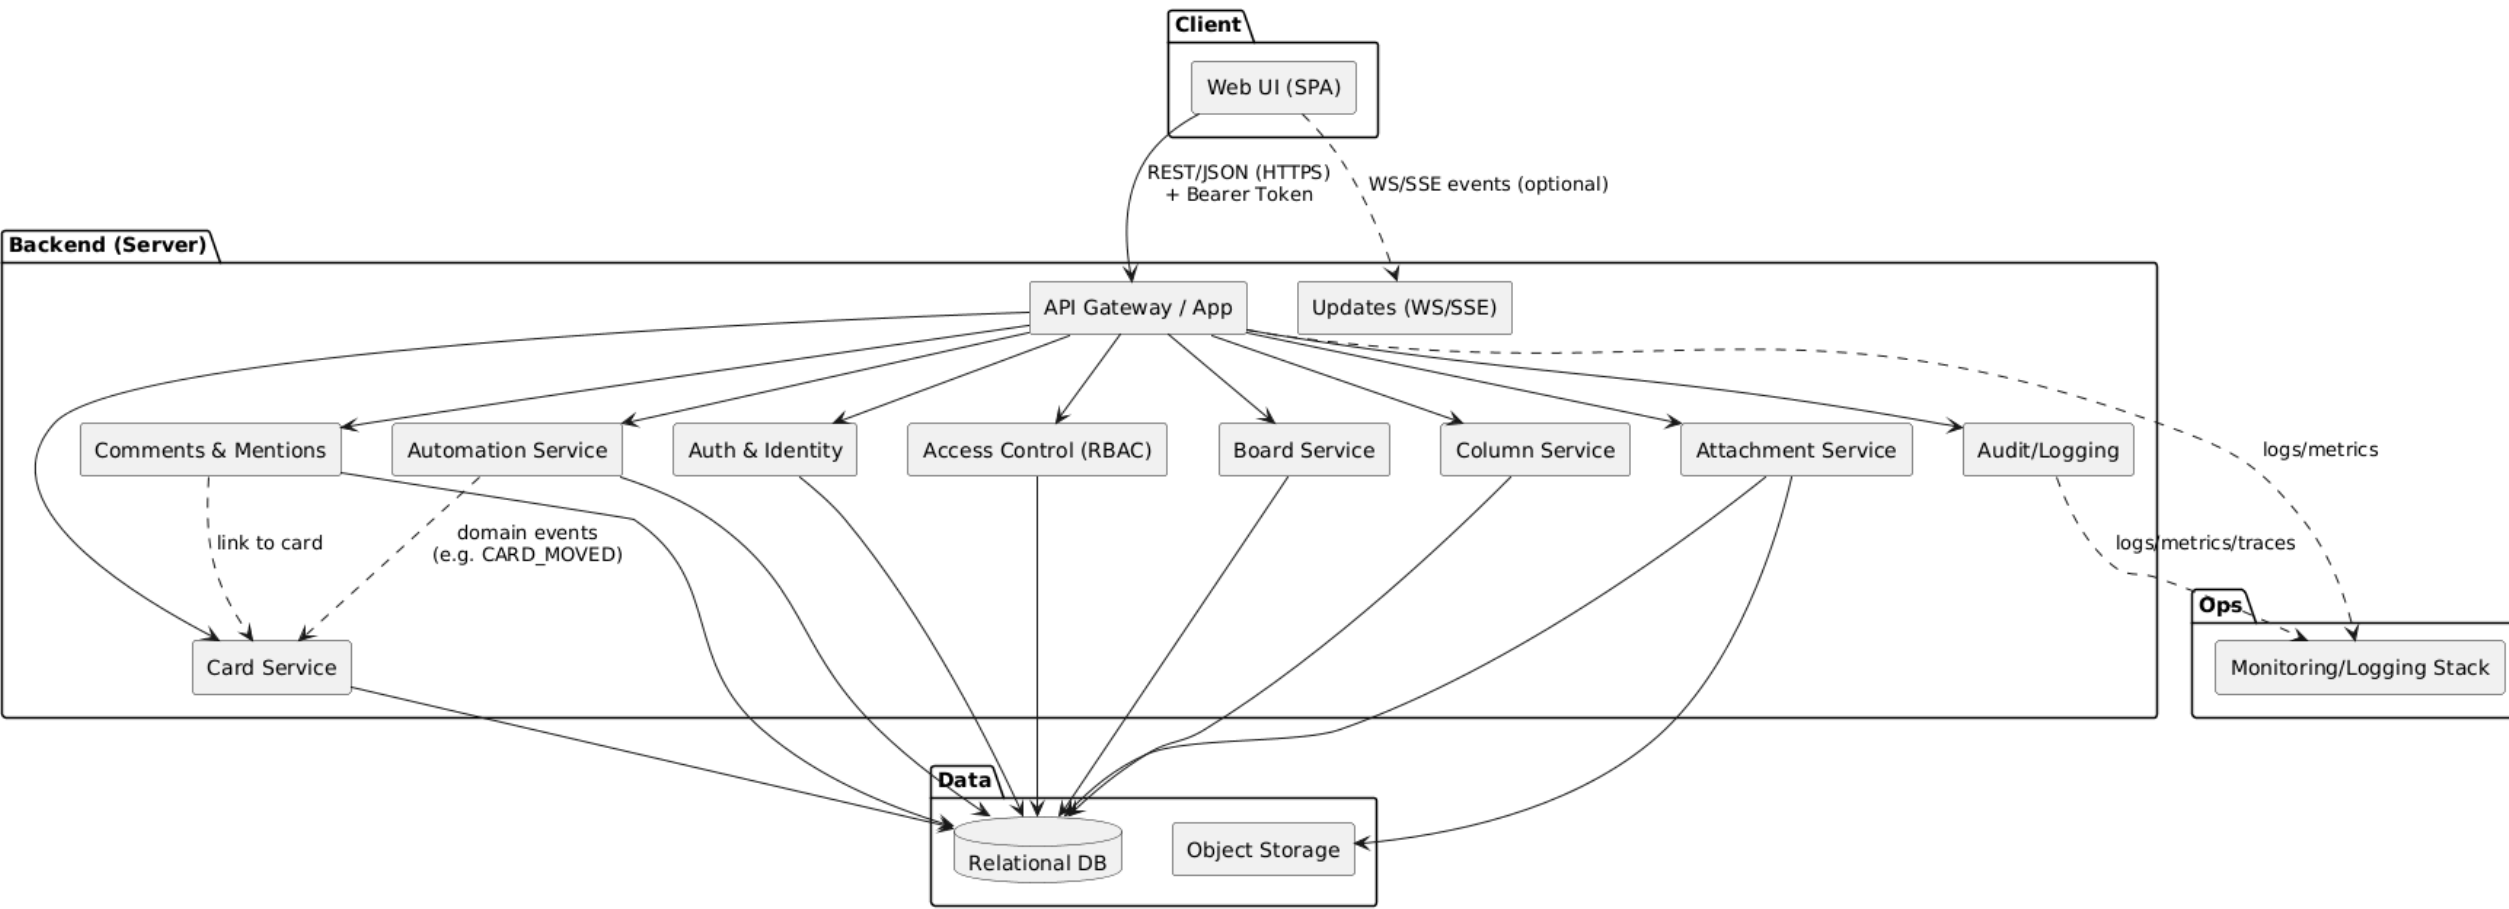 Client
Web UI (SPA)
REST/JSON (HTTPS)
+ Bearer Token
WS/SSE events (optional)
Backend (Server)
API Gateway / App
Updates (WS/SSE)
Comments & Mentions
Automation Service
Auth & Identity
Access Control (RBAC)
Board Service
Column Service
Attachment Service
Audit/Logging
logs/metrics
link to card
domain events
(e.g. CARD_MOVED)
logs/metrics/traces
Ops
Card Service
Monitoring/Logging Stack
Data
Relational DB
Object Storage